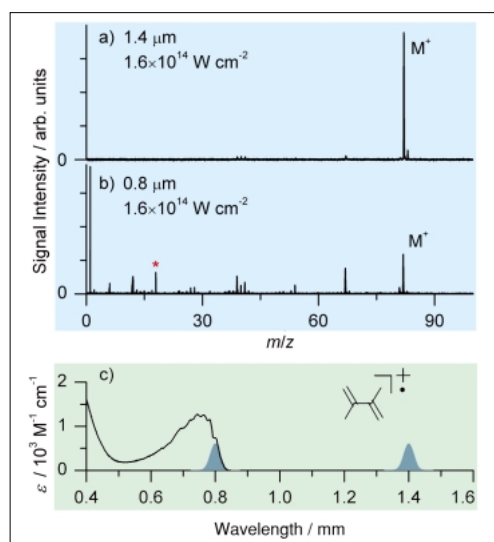 a) 1.4 μm
1.6×10¹⁴ W cm⁻²
M⁺
0
b) 0.8 μm
1.6×10¹⁴ W cm⁻²
*
M⁺
0
Signal Intensity / arb. units
0 30 60 90
m/z
c)
+
•
2
1
0
ε / 10³ M⁻¹ cm⁻¹
0.4 0.6 0.8 1.0 1.2 1.4 1.6
Wavelength / mm